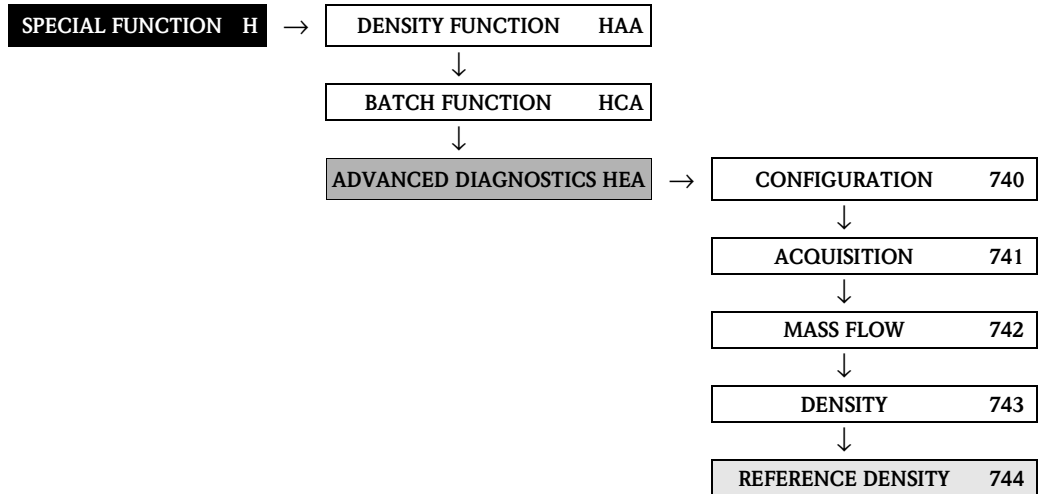 SPECIAL FUNCTION H → DENSITY FUNCTION HAA
↓
BATCH FUNCTION HCA
↓
ADVANCED DIAGNOSTICS HEA → CONFIGURATION 740
↓
ACQUISITION 741
↓
MASS FLOW 742
↓
DENSITY 743
↓
REFERENCE DENSITY 744